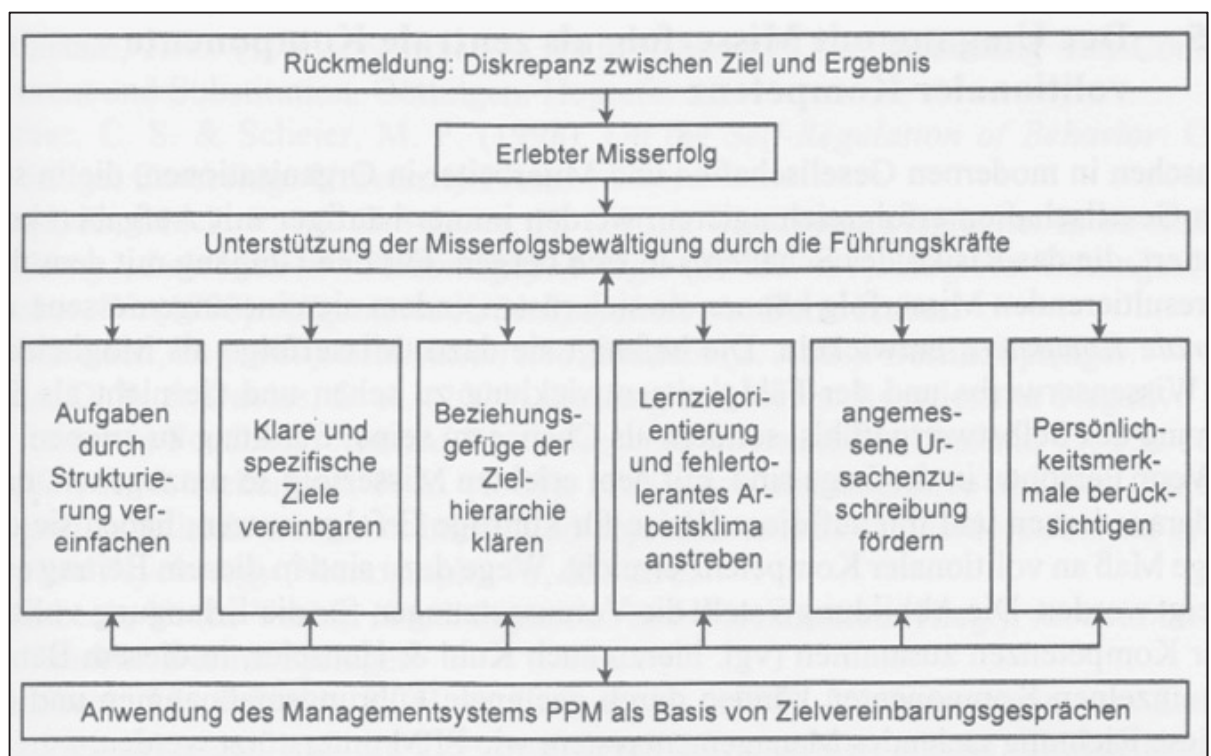 Rückmeldung: Diskrepanz zwischen Ziel und Ergebnis
Erlebter Misserfolg
Unterstützung der Misserfolgsbewältigung durch die Führungskräfte
Aufgaben
durch
Strukturie-
rung ver-
einfachen
Klare und
spezifische
Ziele
vereinbaren
Beziehungs-
gefüge der
Ziel-
hierarchie
klären
Lernzielori-
entierung
und fehlerto-
lerantes Ar-
beitsklima
anstreben
angemes-
sene Ur-
sachenzu-
schreibung
fördern
Persönlich-
keitsmerk-
male berück-
sichtigen
Anwendung des Managementsystems PPM als Basis von Zielvereinbarungsgesprächen